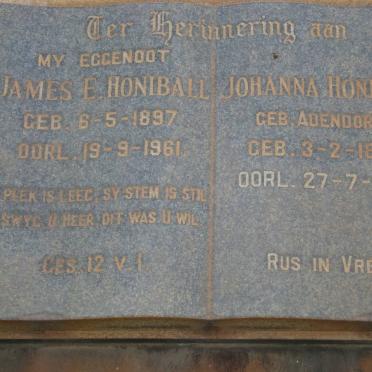 Ter Herinnering aan
MY EGGENOOT
JAMES E. HONIBALL
GEB. 6-5-1897
OORL. 19-9-1961.
PLEK IS LEEG, SY STEM IS STIL
SWYG O HEER, DIT WAS U WIL
GES. 12 V. 1
JOHANNA HON
GEB. ADENDOR
GEB. 3-2-18
OORL. 27-7-
RUS IN VRE